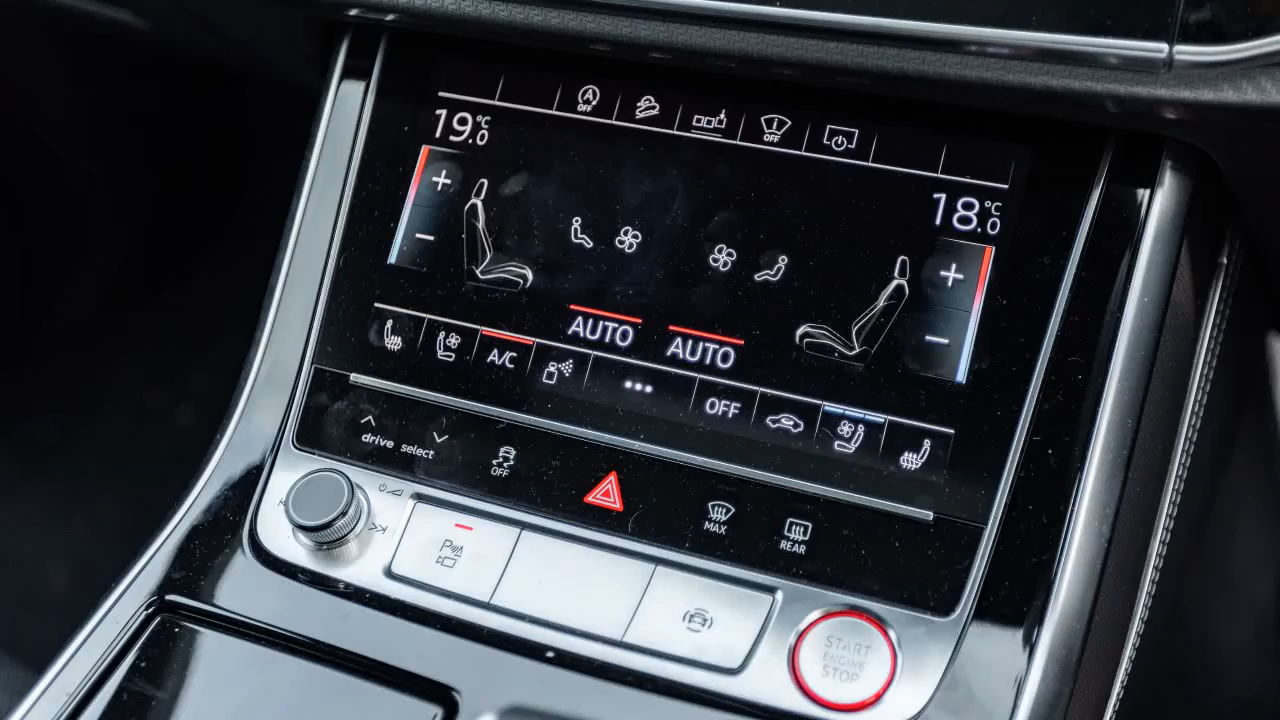 A
OFF
i
OFF
19.0°C
18.0°C
+
−
+
−
AUTO
AUTO
A/C
OFF
drive select
OFF
MAX
REAR
P
START
ENGINE
STOP